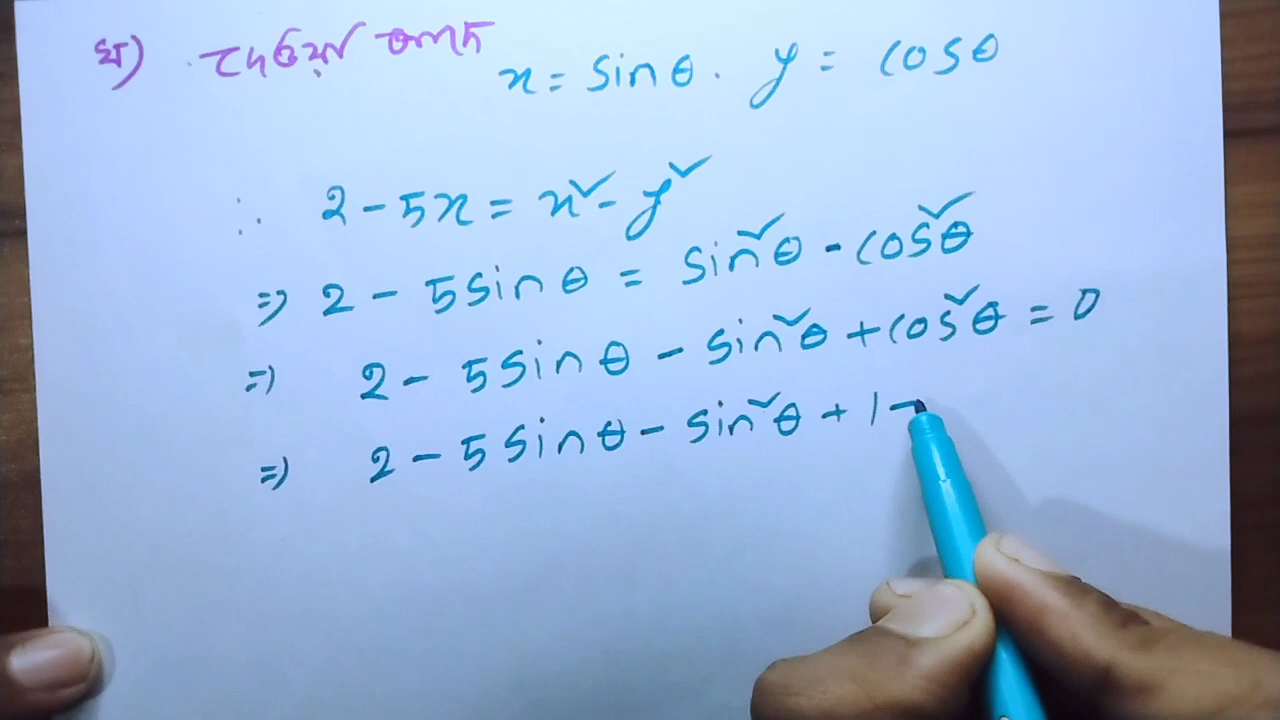 ঘ) দেওয়া আছে
x = sinθ. y = cosθ
∴ 2 - 5x = x² - y²
⇒ 2 - 5sinθ = sin²θ - cos²θ
⇒ 2 - 5sinθ - sin²θ + cos²θ = 0
⇒ 2 - 5sinθ - sin²θ + 1 -